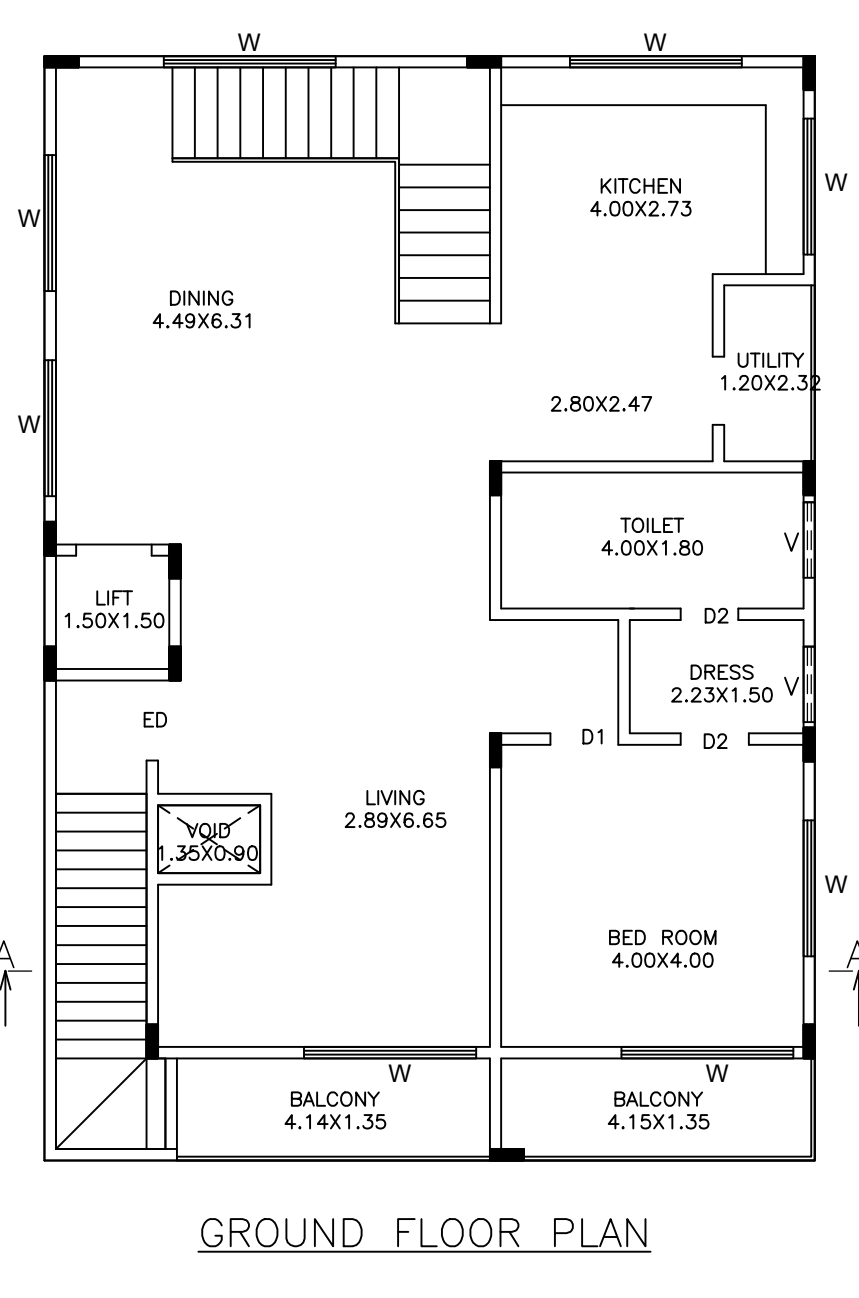 W
W
KITCHEN
4.00X2.73
W
W
DINING
4.49X6.31
UTILITY
1.20X2.32
2.80X2.47
W
TOILET
4.00X1.80
V
LIFT
1.50X1.50
D2
DRESS
2.23X1.50
V
ED
D1
D2
LIVING
2.89X6.65
VOID
1.35X0.90
W
BED ROOM
4.00X4.00
A
A
W
W
BALCONY
4.14X1.35
BALCONY
4.15X1.35
GROUND FLOOR PLAN